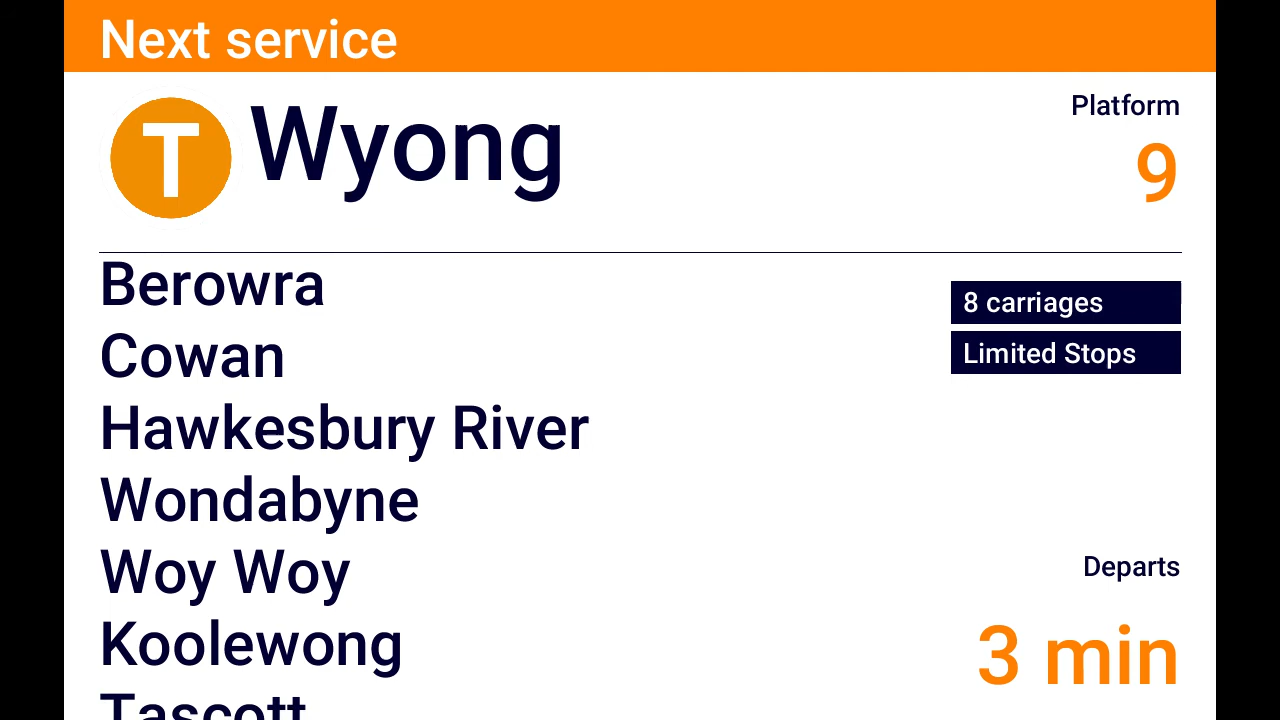 Next service
T Wyong
Platform
9
Berowra
8 carriages
Cowan
Limited Stops
Hawkesbury River
Wondabyne
Woy Woy
Departs
Koolewong
3 min
Tascott